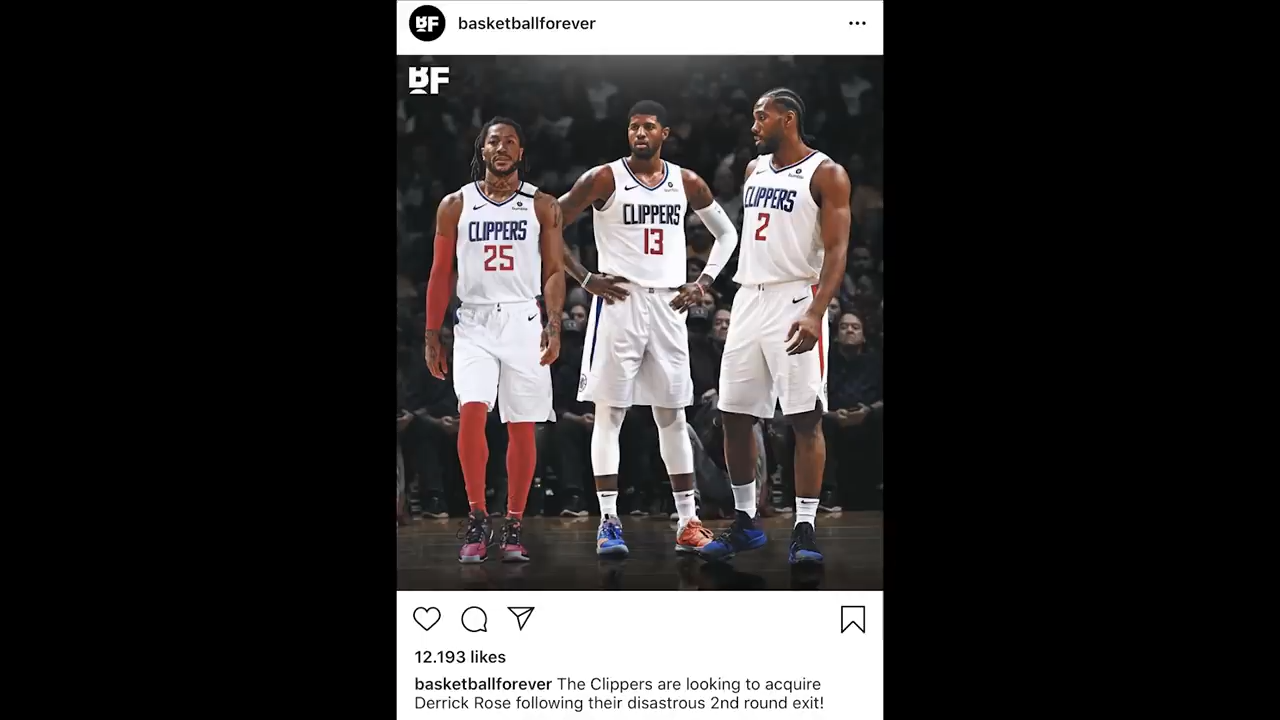 BF
basketballforever
BF
CLIPPERS
25
CLIPPERS
13
CLIPPERS
2
12.193 likes
basketballforever The Clippers are looking to acquire
Derrick Rose following their disastrous 2nd round exit!